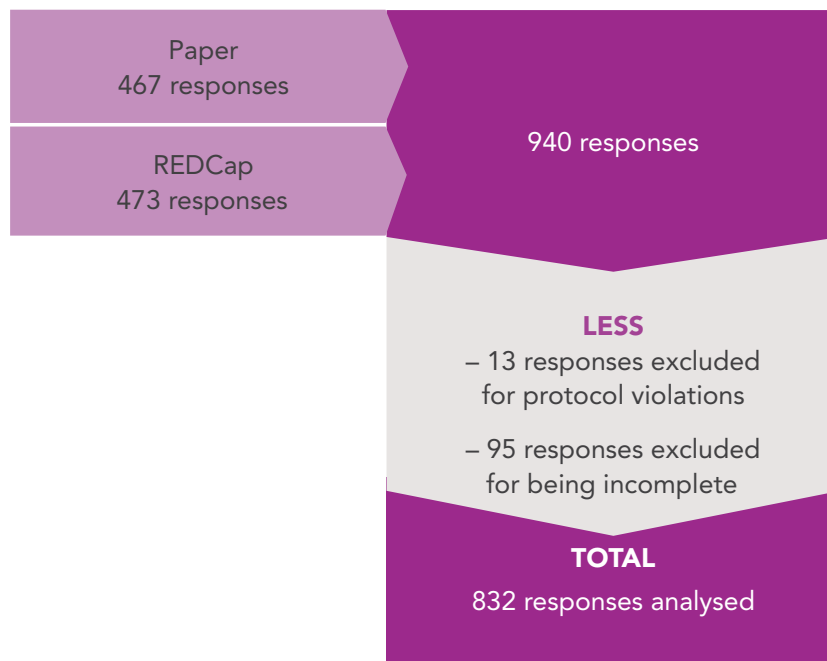 Paper
467 responses
REDCap
473 responses
940 responses
LESS
– 13 responses excluded
for protocol violations
– 95 responses excluded
for being incomplete
TOTAL
832 responses analysed